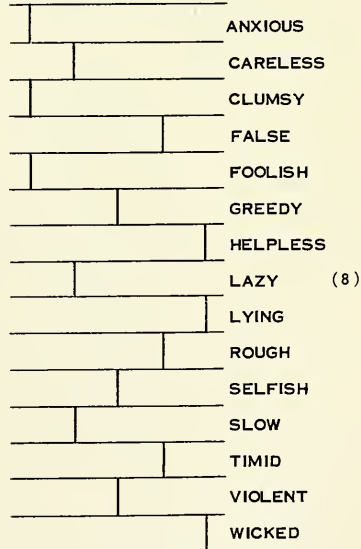 ANXIOUS
CARELESS
CLUMSY
FALSE
FOOLISH
GREEDY
HELPLESS
LAZY (8)
LYING
ROUGH
SELFISH
SLOW
TIMID
VIOLENT
WICKED